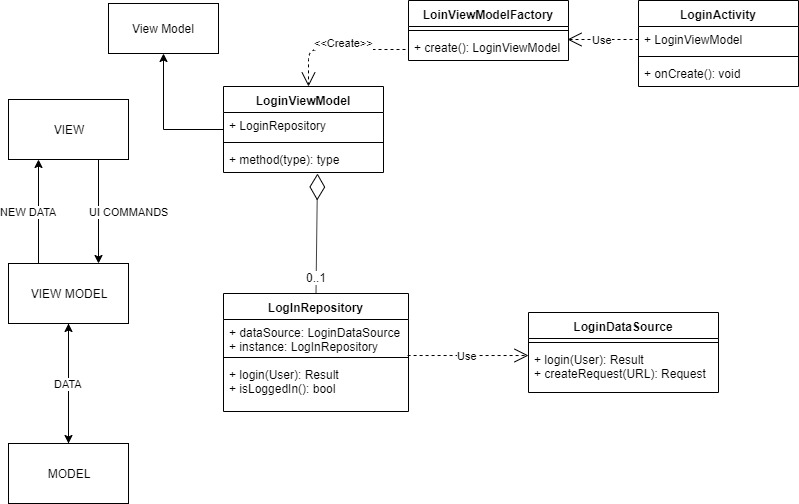 View Model
LoinViewModelFactory
+ create(): LoginViewModel
LoginActivity
+ LoginViewModel
+ onCreate(): void
Use
<<Create>>
LoginViewModel
+ LoginRepository
+ method(type): type
VIEW
NEW DATA
UI COMMANDS
VIEW MODEL
DATA
MODEL
0..1
LogInRepository
+ dataSource: LoginDataSource
+ instance: LogInRepository
+ login(User): Result
+ isLoggedIn(): bool
Use
LoginDataSource
+ login(User): Result
+ createRequest(URL): Request